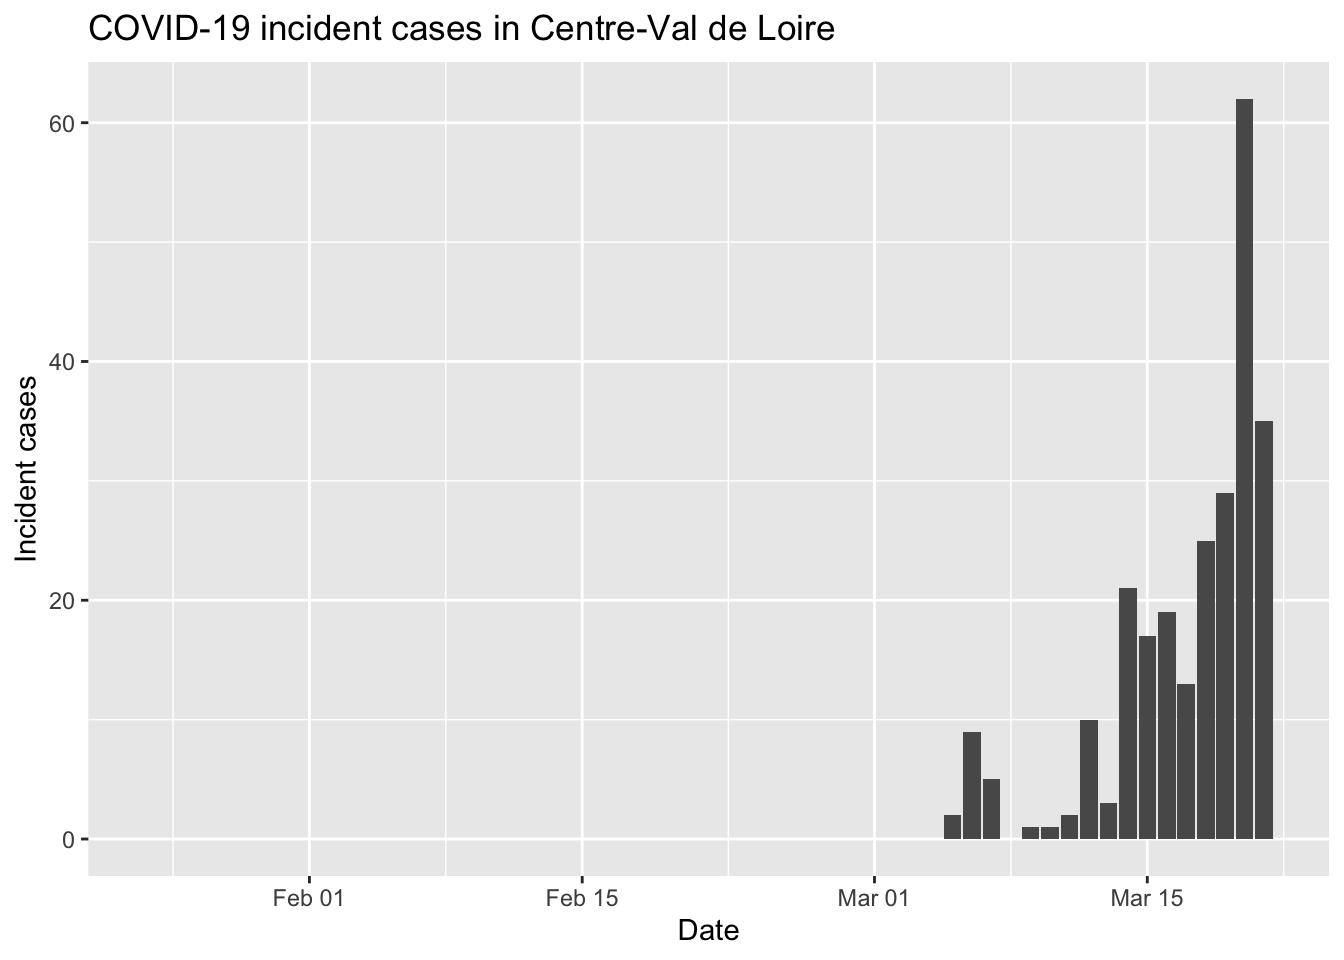 COVID-19 incident cases in Centre-Val de Loire
60
40
20
0
Incident cases
Feb 01
Feb 15
Mar 01
Mar 15
Date